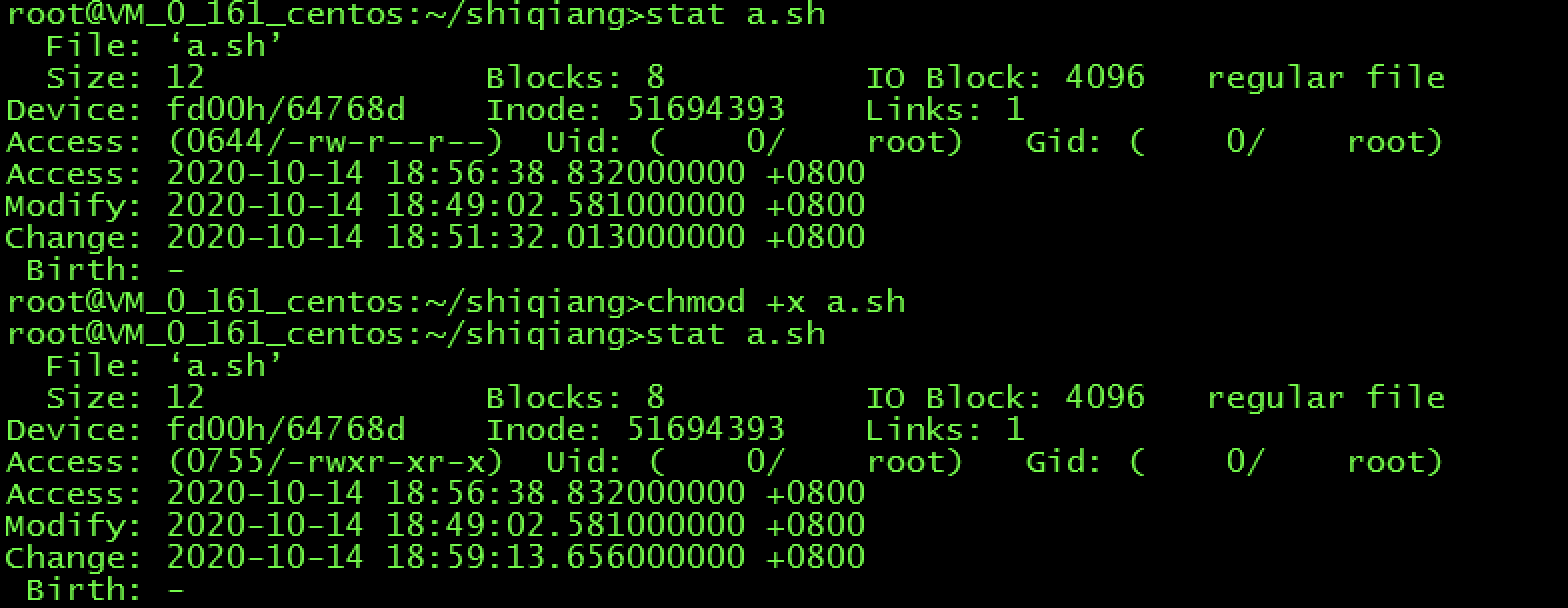 root@VM_0_161_centos:~/shiqiang>stat a.sh
  File: ‘a.sh’
  Size: 12              Blocks: 8          IO Block: 4096   regular file
Device: fd00h/64768d    Inode: 51694393    Links: 1
Access: (0644/-rw-r--r--)  Uid: (    0/    root)   Gid: (    0/    root)
Access: 2020-10-14 18:56:38.832000000 +0800
Modify: 2020-10-14 18:49:02.581000000 +0800
Change: 2020-10-14 18:51:32.013000000 +0800
 Birth: -
root@VM_0_161_centos:~/shiqiang>chmod +x a.sh
root@VM_0_161_centos:~/shiqiang>stat a.sh
  File: ‘a.sh’
  Size: 12              Blocks: 8          IO Block: 4096   regular file
Device: fd00h/64768d    Inode: 51694393    Links: 1
Access: (0755/-rwxr-xr-x)  Uid: (    0/    root)   Gid: (    0/    root)
Access: 2020-10-14 18:56:38.832000000 +0800
Modify: 2020-10-14 18:49:02.581000000 +0800
Change: 2020-10-14 18:59:13.656000000 +0800
 Birth: -